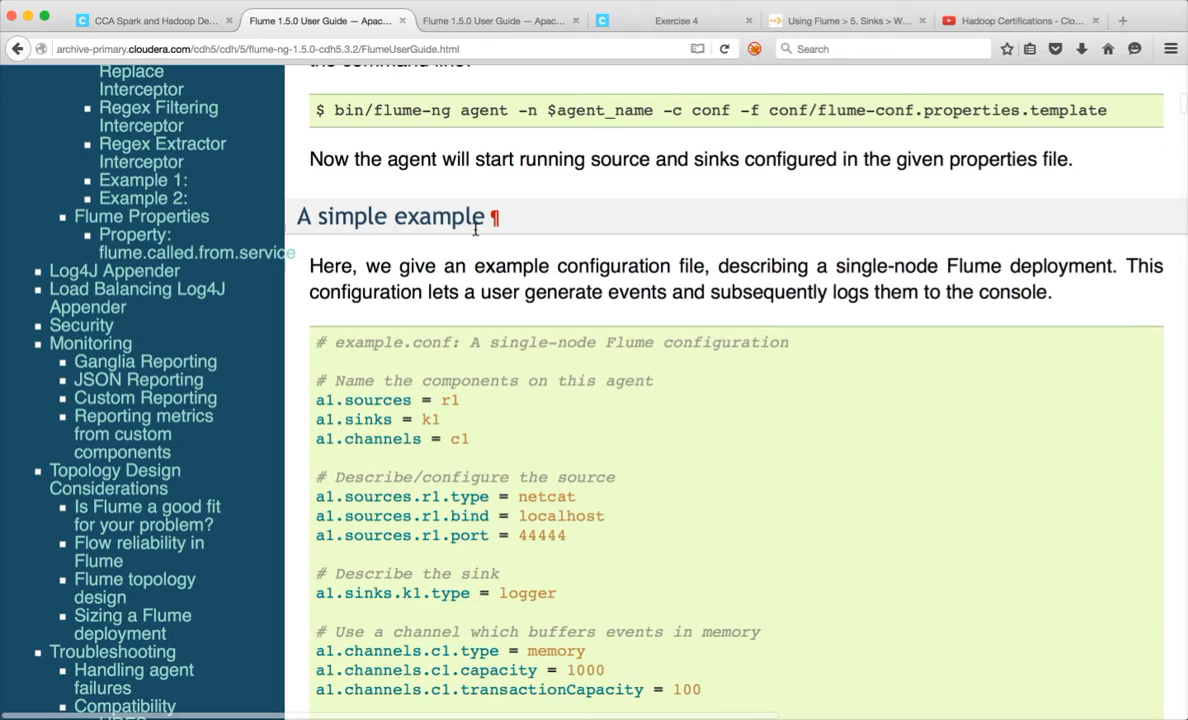 CCA Spark and Hadoop De...
Flume 1.5.0 User Guide — Apac...
Flume 1.5.0 User Guide — Apac...
Exercise 4
Using Flume > 5. Sinks > W...
Hadoop Certifications - Clo...
archive-primary.cloudera.com/cdh5/cdh/5/flume-ng-1.5.0-cdh5.3.2/FlumeUserGuide.html
Search
Replace
Interceptor
Regex Filtering
Interceptor
Regex Extractor
Interceptor
Example 1:
Example 2:
Flume Properties
Property:
flume.called.from.service
Log4J Appender
Load Balancing Log4J
Appender
Security
Monitoring
Ganglia Reporting
JSON Reporting
Custom Reporting
Reporting metrics
from custom
components
Topology Design
Considerations
Is Flume a good fit
for your problem?
Flow reliability in
Flume
Flume topology
design
Sizing a Flume
deployment
Troubleshooting
Handling agent
failures
Compatibility
HDFS
the command line:
$ bin/flume-ng agent -n $agent_name -c conf -f conf/flume-conf.properties.template
Now the agent will start running source and sinks configured in the given properties file.
A simple example ¶
Here, we give an example configuration file, describing a single-node Flume deployment. This
configuration lets a user generate events and subsequently logs them to the console.
# example.conf: A single-node Flume configuration
# Name the components on this agent
a1.sources = r1
a1.sinks = k1
a1.channels = c1
# Describe/configure the source
a1.sources.r1.type = netcat
a1.sources.r1.bind = localhost
a1.sources.r1.port = 44444
# Describe the sink
a1.sinks.k1.type = logger
# Use a channel which buffers events in memory
a1.channels.c1.type = memory
a1.channels.c1.capacity = 1000
a1.channels.c1.transactionCapacity = 100